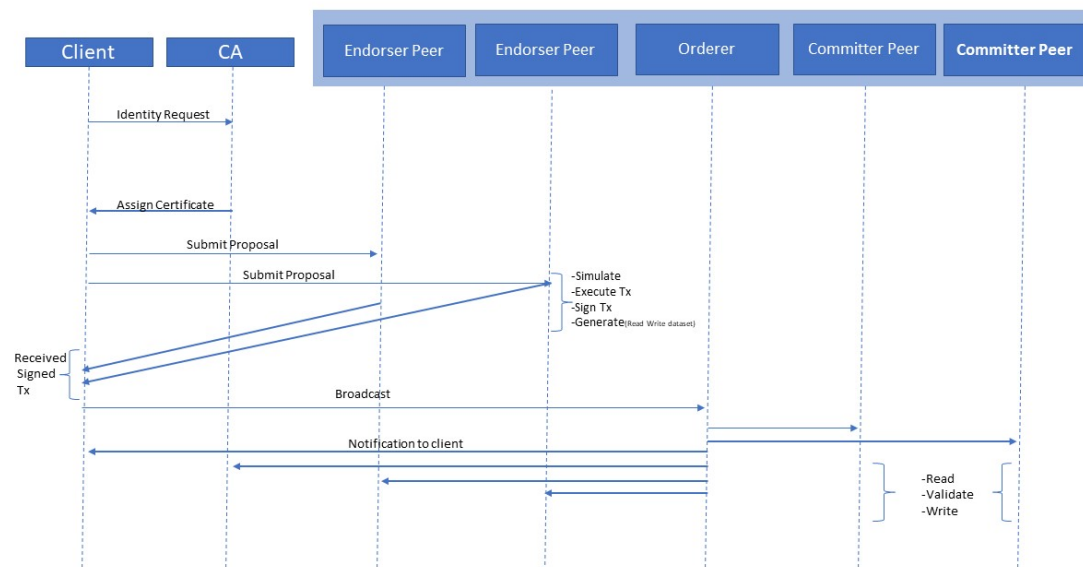 Client
CA
Endorser Peer
Endorser Peer
Orderer
Committer Peer
Committer Peer
Identity Request
Assign Certificate
Submit Proposal
Submit Proposal
-Simulate
-Execute Tx
-Sign Tx
-Generate(Read Write dataset)
Received
Signed
Tx
Broadcast
Notification to client
-Read
-Validate
-Write